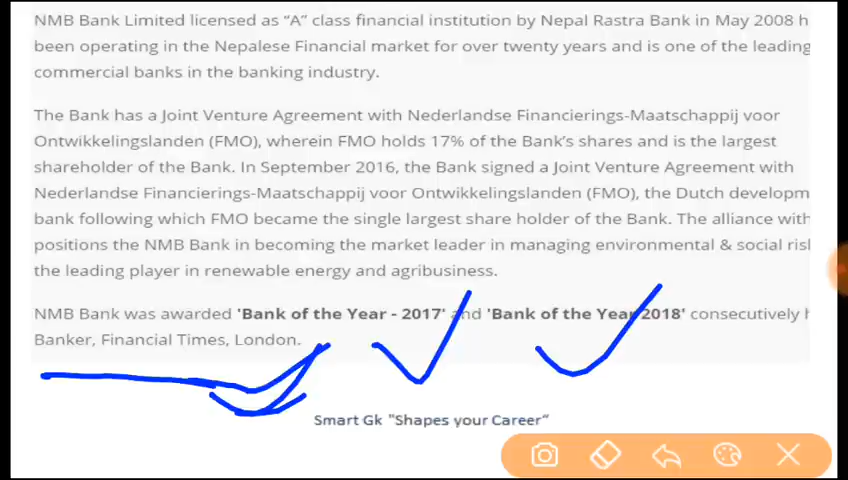 NMB Bank Limited licensed as “A” class financial institution by Nepal Rastra Bank in May 2008 h
been operating in the Nepalese Financial market for over twenty years and is one of the leading
commercial banks in the banking industry.
The Bank has a Joint Venture Agreement with Nederlandse Financierings-Maatschappij voor
Ontwikkelingslanden (FMO), wherein FMO holds 17% of the Bank’s shares and is the largest
shareholder of the Bank. In September 2016, the Bank signed a Joint Venture Agreement with
Nederlandse Financierings-Maatschappij voor Ontwikkelingslanden (FMO), the Dutch developm
bank following which FMO became the single largest share holder of the Bank. The alliance with
positions the NMB Bank in becoming the market leader in managing environmental & social risl
the leading player in renewable energy and agribusiness.
NMB Bank was awarded 'Bank of the Year - 2017' and 'Bank of the Year 2018' consecutively h
Banker, Financial Times, London.
Smart Gk "Shapes your Career“